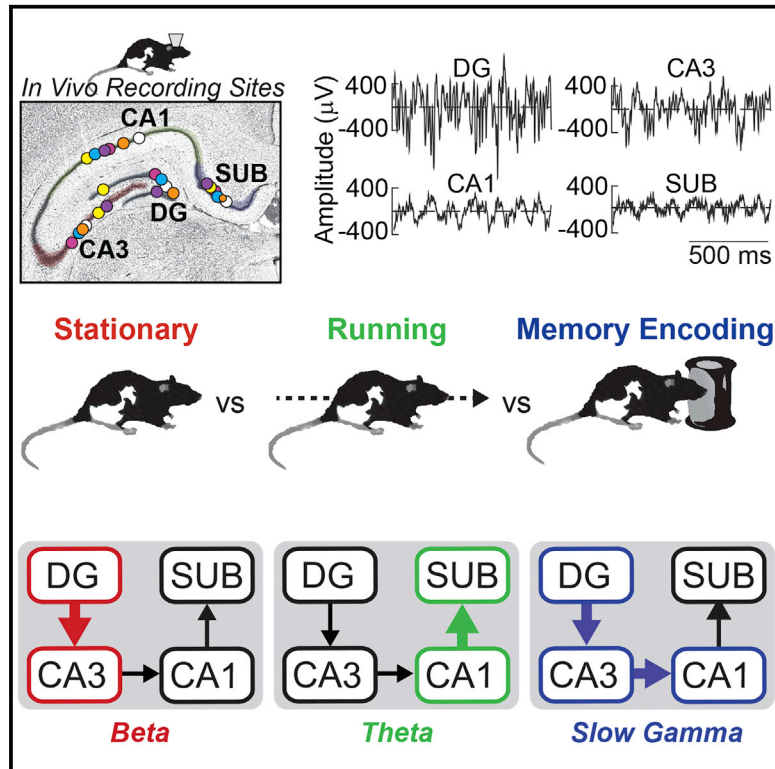 In Vivo Recording Sites
CA1
SUB
DG
CA3
Amplitude (μV)
DG
400
-400
CA3
400
-400
CA1
400
-400
SUB
400
-400
500 ms
Stationary
Running
Memory Encoding
vs
vs
DG SUB
CA3 CA1
Beta
DG SUB
CA3 CA1
Theta
DG SUB
CA3 CA1
Slow Gamma